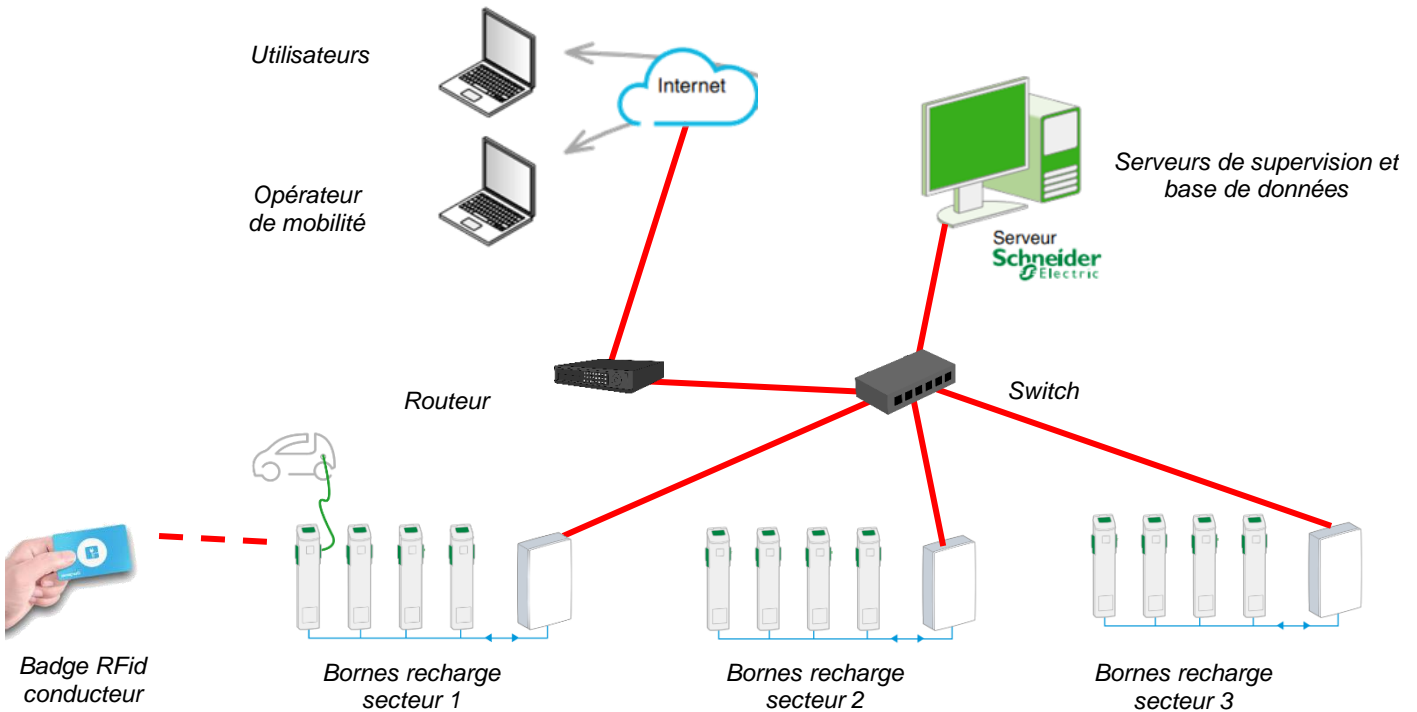 Utilisateurs
Internet
Opérateur
de mobilité
Serveurs de supervision et
base de données
Serveur
Schneider
Electric
Routeur
Switch
Badge RFid
conducteur
Bornes recharge
secteur 1
Bornes recharge
secteur 2
Bornes recharge
secteur 3